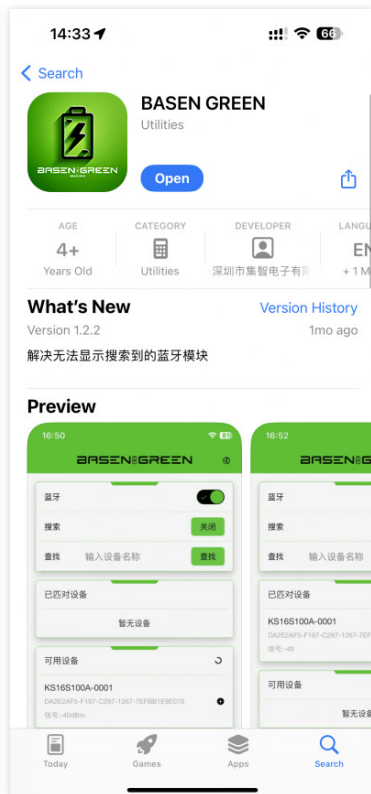 14:33
66
Search
BASEN GREEN
Utilities
BASEN GREEN
Open
AGE
CATEGORY
DEVELOPER
LANGU
4+
EN
Years Old
Utilities
深圳市集智电子有
+ 1 M
What's New
Version History
Version 1.2.2
1mo ago
解决无法显示搜索到的蓝牙模块
Preview
16:50
16:52
BASEN GREEN
BASEN G
蓝牙
蓝牙
搜索
关闭
搜索
查找
输入设备名称
查找
查找
输入设备名称
已匹对设备
已匹对设备
暂无设备
KS16S100A-0001
DA2E2AF5-F197-C297-1267-7EF
信号:-40
可用设备
可用设备
KS16S100A-0001
DA2E2AF5-F197-C297-1267-7EFBB1E9E078
信号:-40dBm
暂无设
Today
Games
Apps
Search